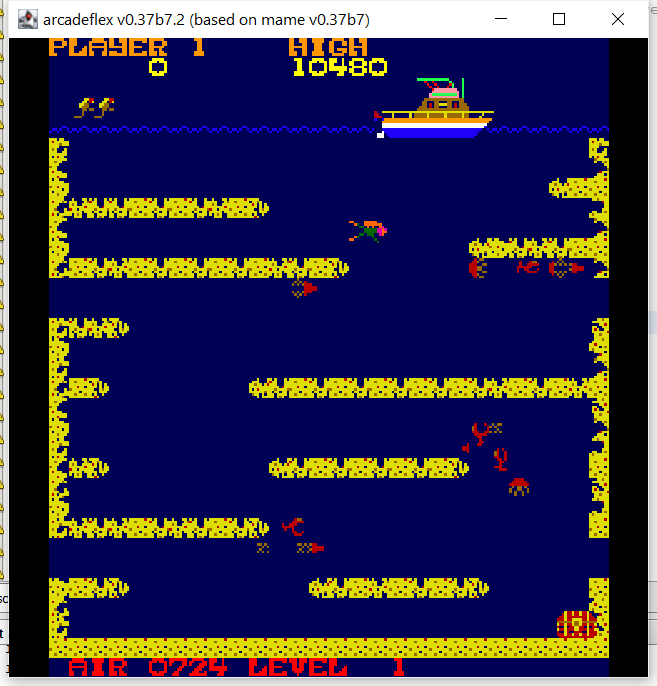 arcadeflex v0.37b7.2 (based on mame v0.37b7)
PLAYER 1 HIGH
0 10480
AIR 0724 LEVEL 1